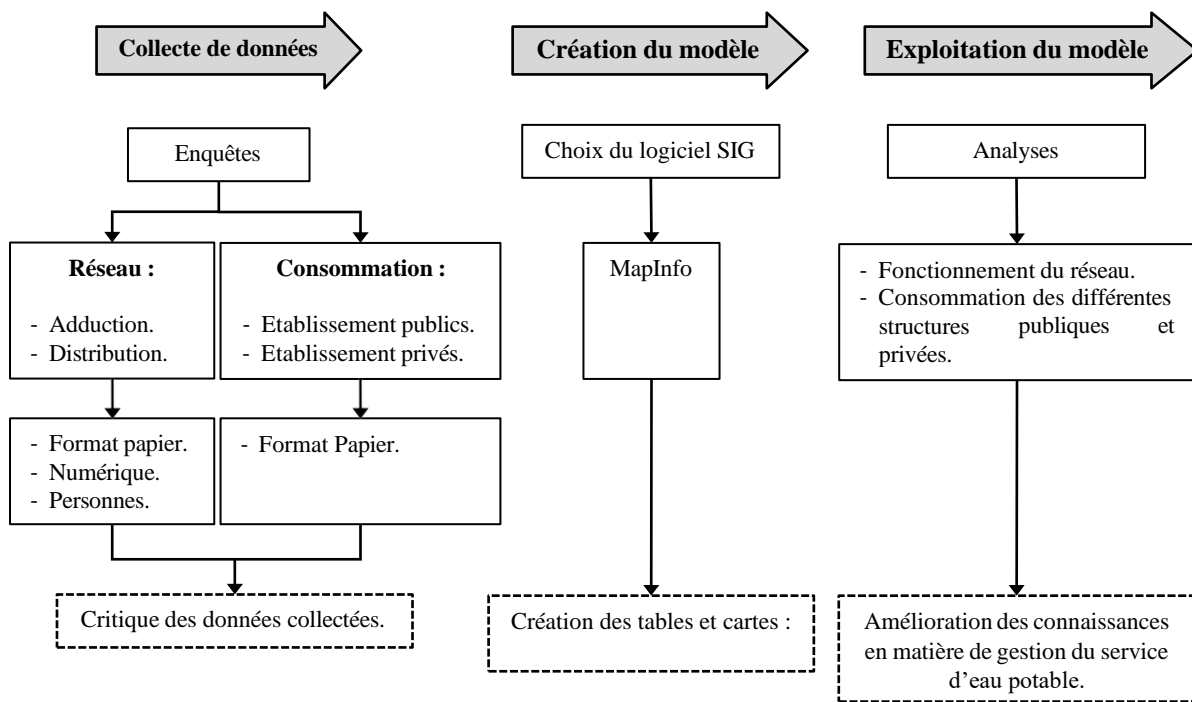 Collecte de données
Création du modèle
Exploitation du modèle
Enquêtes
Réseau :
- Adduction.
- Distribution.
Consommation :
- Etablissement publics.
- Etablissement privés.
- Format papier.
- Numérique.
- Personnes.
- Format Papier.
Critique des données collectées.
Choix du logiciel SIG
MapInfo
Création des tables et cartes :
Analyses
- Fonctionnement du réseau.
- Consommation des différentes
structures publiques et
privées.
Amélioration des connaissances
en matière de gestion du service
d’eau potable.